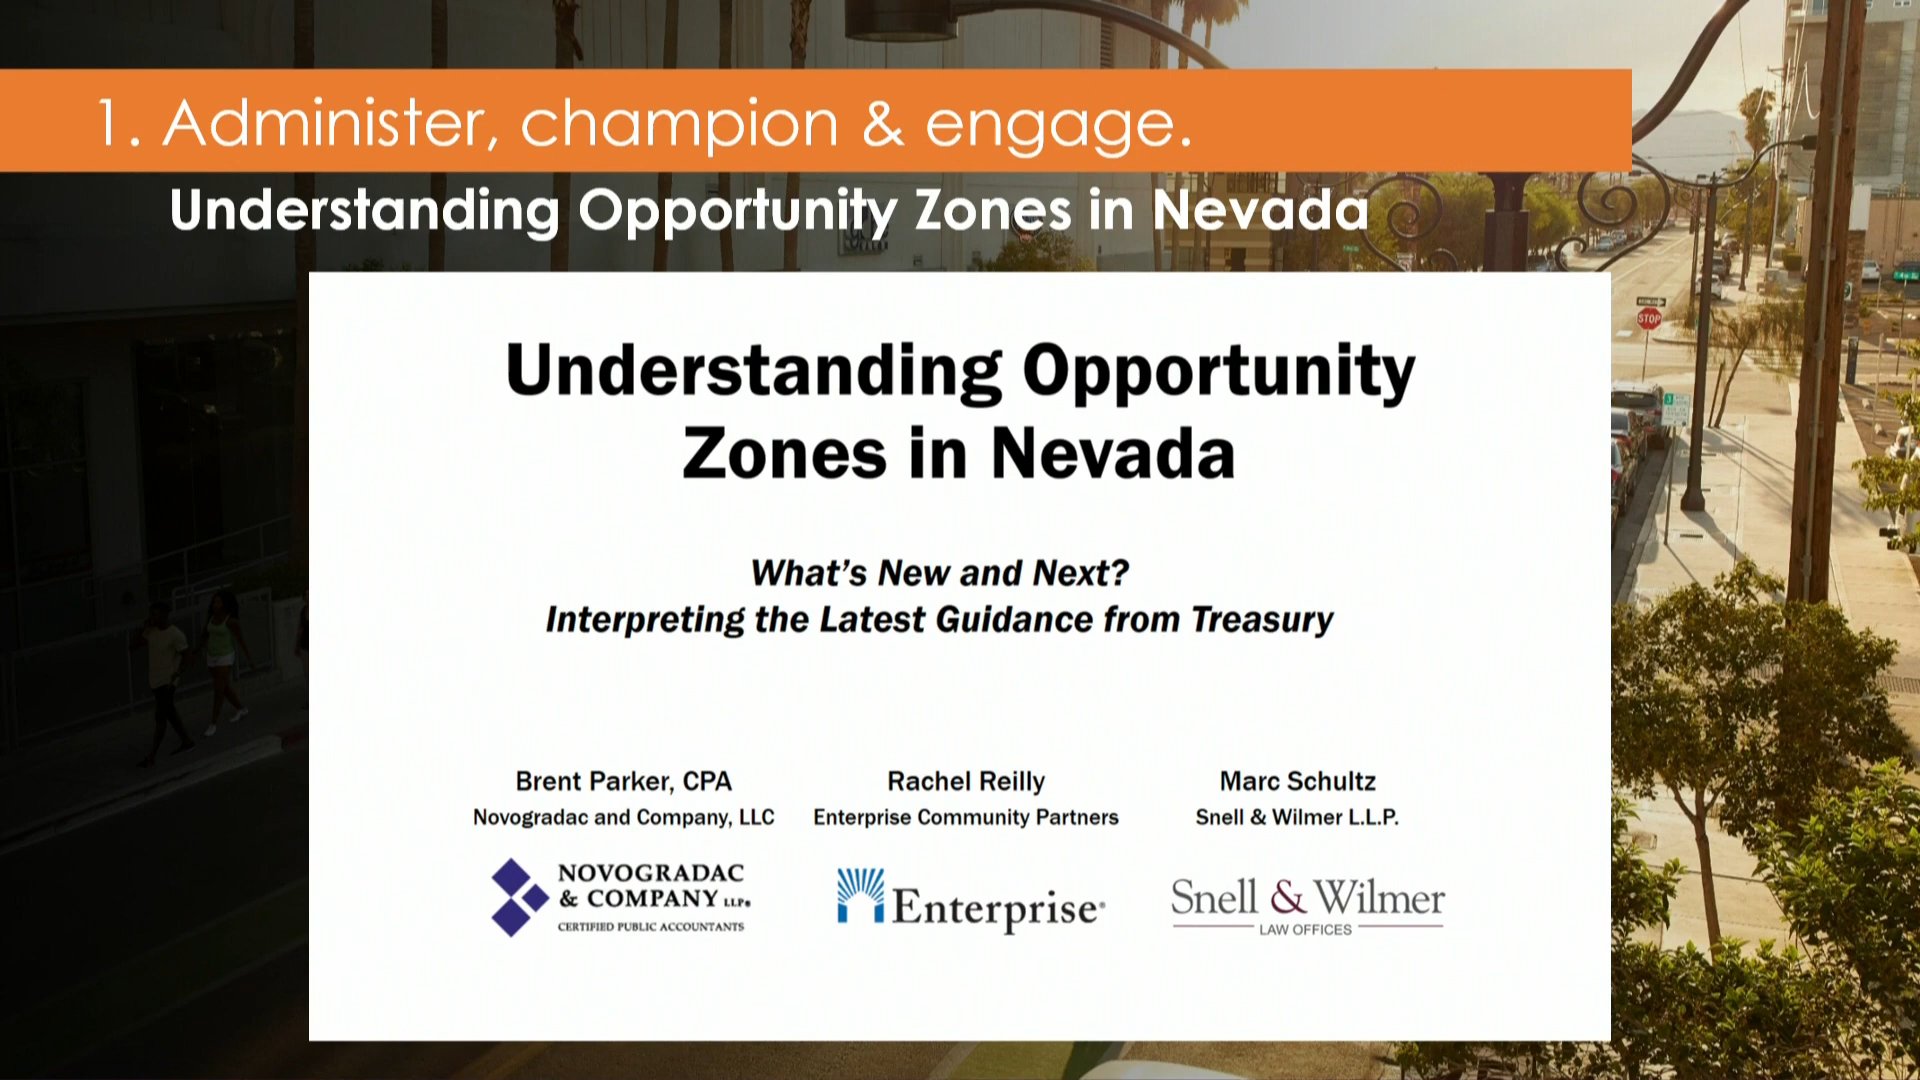 1. Administer, champion & engage.
Understanding Opportunity Zones in Nevada
Understanding Opportunity
Zones in Nevada
What's New and Next?
Interpreting the Latest Guidance from Treasury
Brent Parker, CPA
Novogradac and Company, LLC
NOVOGRADAC
& COMPANY LLP®
CERTIFIED PUBLIC ACCOUNTANTS
Rachel Reilly
Enterprise Community Partners
Enterprise®
Marc Schultz
Snell & Wilmer L.L.P.
Snell & Wilmer
LAW OFFICES
STOP